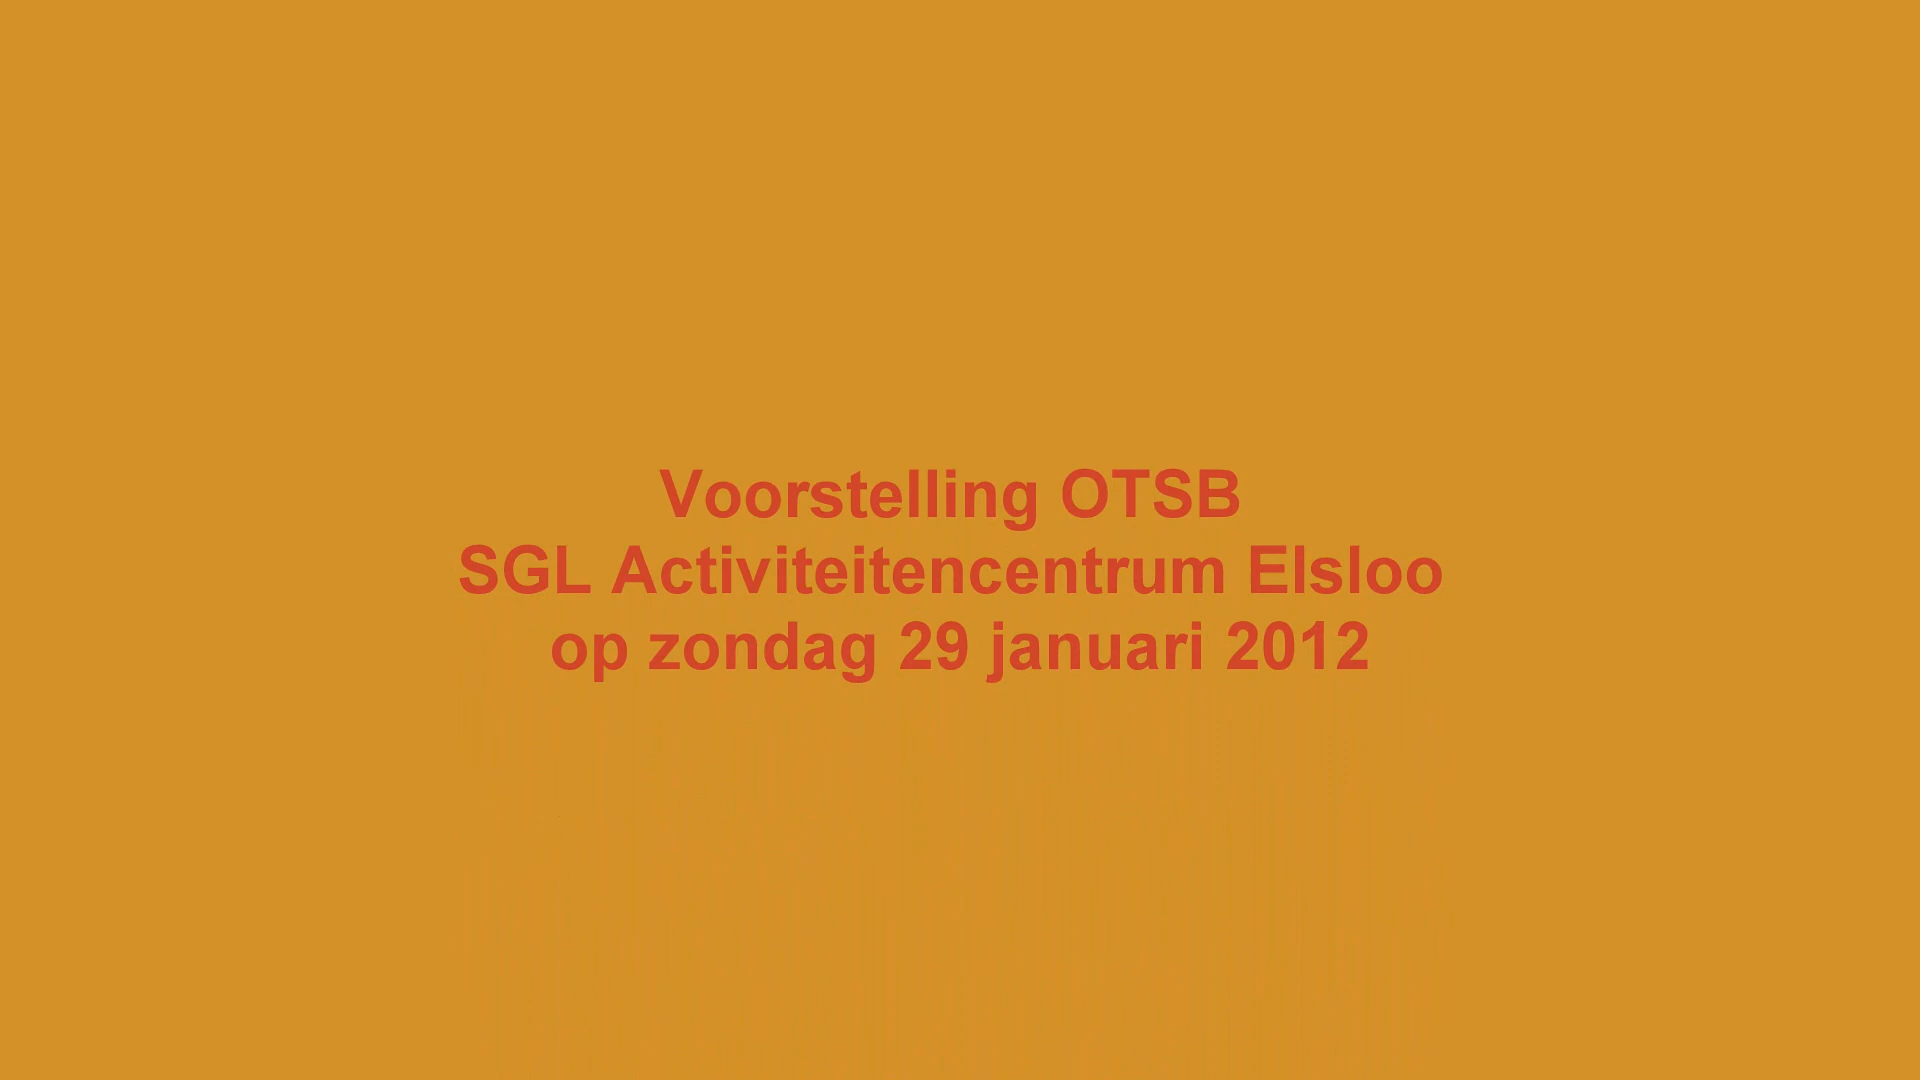 Voorstelling OTSB
SGL Activiteitencentrum Elsloo
op zondag 29 januari 2012